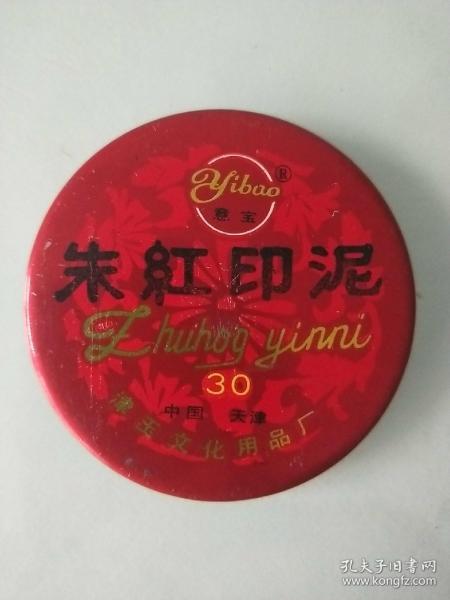 Yibao®
意宝
朱紅印泥
Zhuhog yinni
30
中国 天津
津玉文化用品厂
孔夫子旧书网
www.kongfz.com